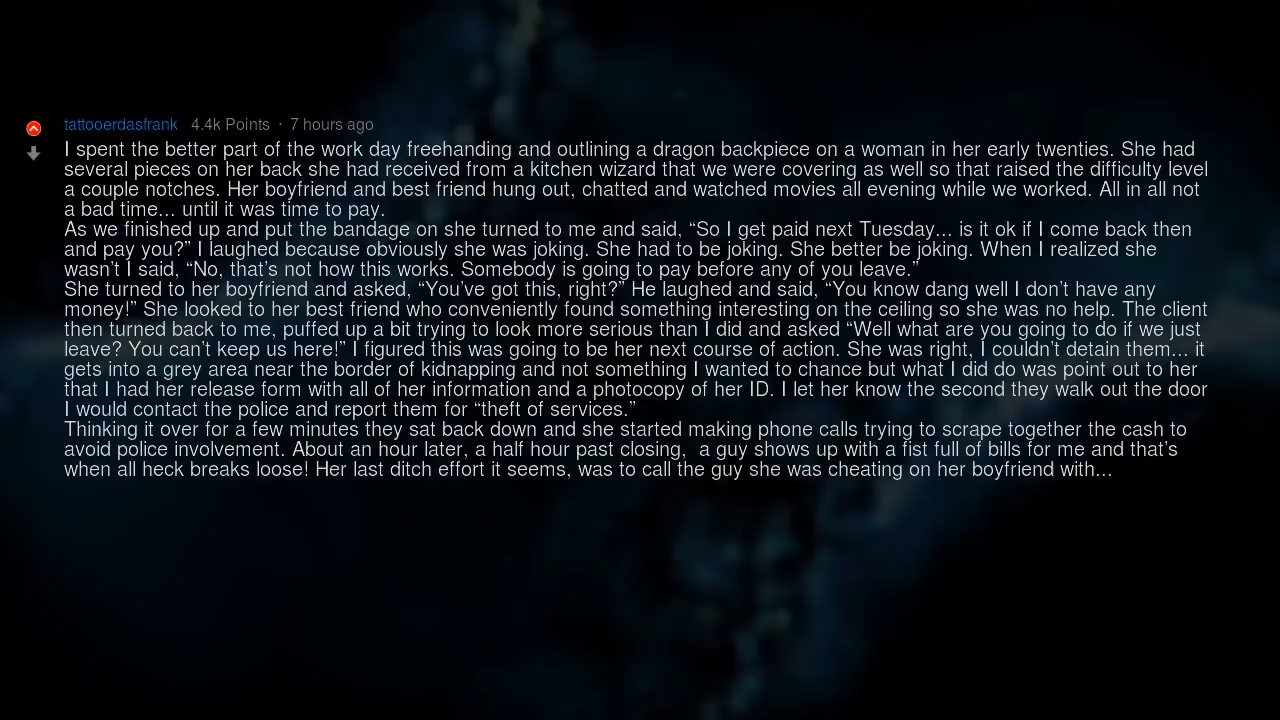 tattooerdasfrank 4.4k Points · 7 hours ago
I spent the better part of the work day freehanding and outlining a dragon backpiece on a woman in her early twenties. She had
several pieces on her back she had received from a kitchen wizard that we were covering as well so that raised the difficulty level
a couple notches. Her boyfriend and best friend hung out, chatted and watched movies all evening while we worked. All in all not
a bad time... until it was time to pay.
As we finished up and put the bandage on she turned to me and said, “So I get paid next Tuesday... is it ok if I come back then
and pay you?” I laughed because obviously she was joking. She had to be joking. She better be joking. When I realized she
wasn’t I said, “No, that’s not how this works. Somebody is going to pay before any of you leave.”
She turned to her boyfriend and asked, “You’ve got this, right?” He laughed and said, “You know dang well I don’t have any
money!” She looked to her best friend who conveniently found something interesting on the ceiling so she was no help. The client
then turned back to me, puffed up a bit trying to look more serious than I did and asked “Well what are you going to do if we just
leave? You can’t keep us here!” I figured this was going to be her next course of action. She was right, I couldn’t detain them... it
gets into a grey area near the border of kidnapping and not something I wanted to chance but what I did do was point out to her
that I had her release form with all of her information and a photocopy of her ID. I let her know the second they walk out the door
I would contact the police and report them for “theft of services.”
Thinking it over for a few minutes they sat back down and she started making phone calls trying to scrape together the cash to
avoid police involvement. About an hour later, a half hour past closing,  a guy shows up with a fist full of bills for me and that’s
when all heck breaks loose! Her last ditch effort it seems, was to call the guy she was cheating on her boyfriend with...